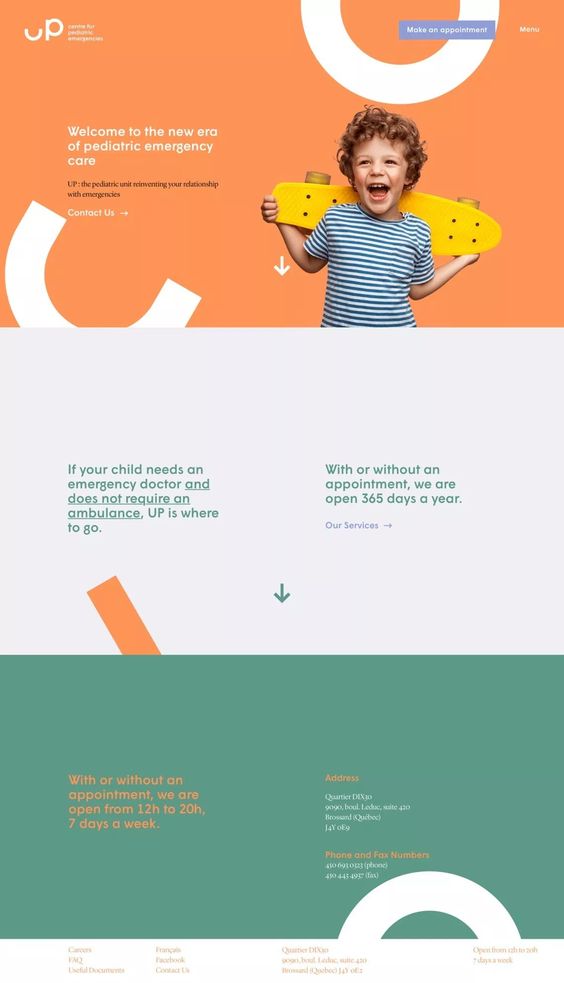 up centre for
pediatric
emergencies
Make an appointment
Menu
Welcome to the new era
of pediatric emergency
care
UP : the pediatric unit reinventing your relationship
with emergencies
Contact Us →
If your child needs an
emergency doctor and
does not require an
ambulance, UP is where
to go.
With or without an
appointment, we are
open 365 days a year.
Our Services →
With or without an
appointment, we are
open from 12h to 20h,
7 days a week.
Address
Quartier DIX30
9090, boul. Leduc, suite 420
Brossard (Québec)
J4Y 0E9
Phone and Fax Numbers
450 693 0323 (phone)
450 445 4957 (fax)
Careers
FAQ
Useful Documents
Français
Facebook
Contact Us
Quartier DIX30
9090, boul. Leduc, suite 420
Brossard (Quebec) J4Y 0E2
Open from 12h to 20h
7 days a week